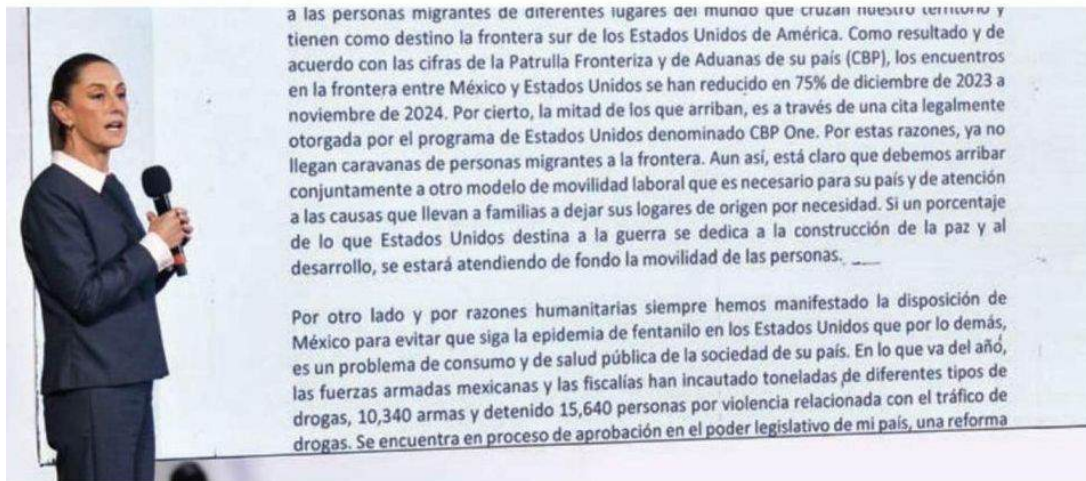 a las personas migrantes de diferentes lugares del mundo que cruzan nuestro territorio y
tienen como destino la frontera sur de los Estados Unidos de América. Como resultado y de
acuerdo con las cifras de la Patrulla Fronteriza y de Aduanas de su país (CBP), los encuentros
en la frontera entre México y Estados Unidos se han reducido en 75% de diciembre de 2023 a
noviembre de 2024. Por cierto, la mitad de los que arriban, es a través de una cita legalmente
otorgada por el programa de Estados Unidos denominado CBP One. Por estas razones, ya no
llegan caravanas de personas migrantes a la frontera. Aun así, está claro que debemos arribar
conjuntamente a otro modelo de movilidad laboral que es necesario para su país y de atención
a las causas que llevan a familias a dejar sus logares de origen por necesidad. Si un porcentaje
de lo que Estados Unidos destina a la guerra se dedica a la construcción de la paz y al
desarrollo, se estará atendiendo de fondo la movilidad de las personas.
Por otro lado y por razones humanitarias siempre hemos manifestado la disposición de
México para evitar que siga la epidemia de fentanilo en los Estados Unidos que por lo demás,
es un problema de consumo y de salud pública de la sociedad de su país. En lo que va del año,
las fuerzas armadas mexicanas y las fiscalías han incautado toneladas de diferentes tipos de
drogas, 10,340 armas y detenido 15,640 personas por violencia relacionada con el tráfico de
drogas. Se encuentra en proceso de aprobación en el poder legislativo de mi país, una reforma